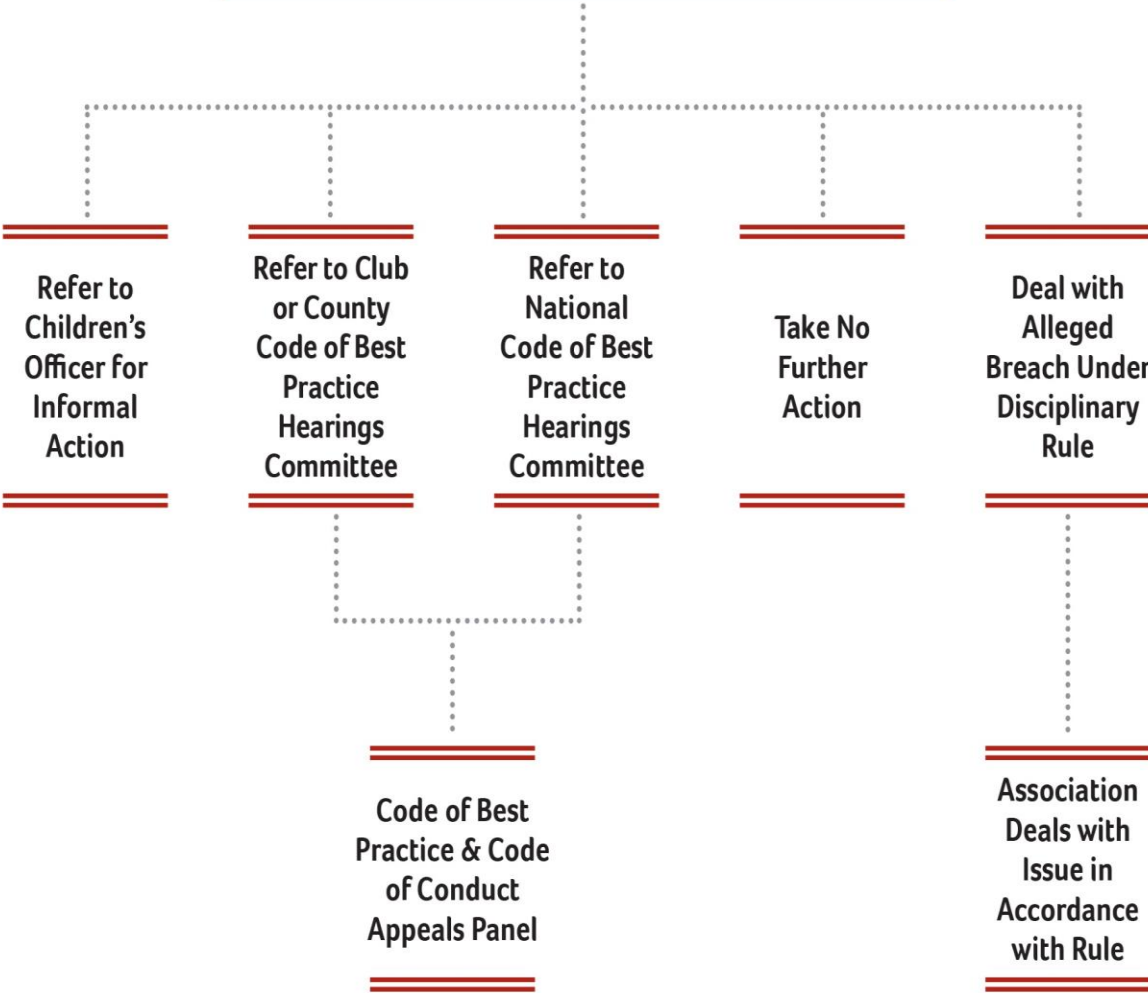 Refer to
Children’s
Officer for
Informal
Action
Refer to Club
or County
Code of Best
Practice
Hearings
Committee
Refer to
National
Code of Best
Practice
Hearings
Committee
Take No
Further
Action
Deal with
Alleged
Breach Under
Disciplinary
Rule
Code of Best
Practice & Code
of Conduct
Appeals Panel
Association
Deals with
Issue in
Accordance
with Rule